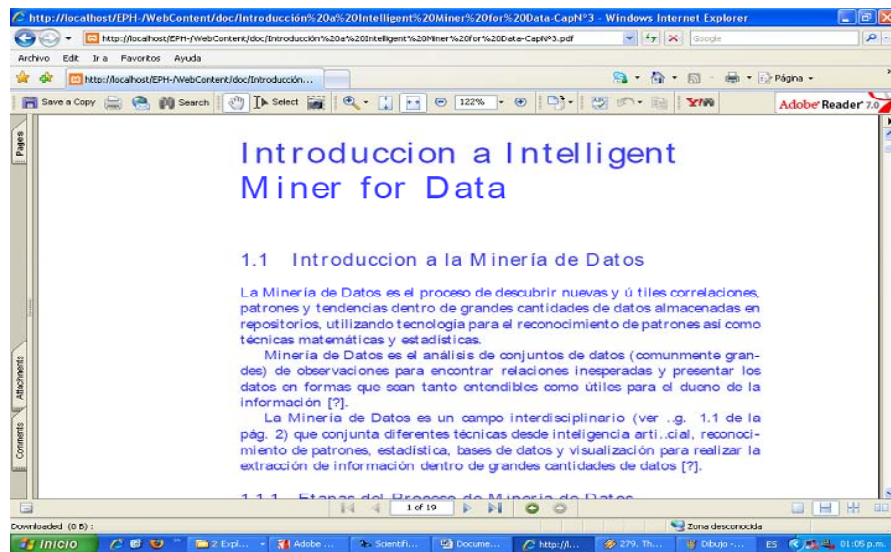 http://localhost/EPH-/WebContent/doc/Introducción%20a%20Intelligent%20Miner%20for%20Data-CapNº3 - Windows Internet Explorer
http://localhost/EPH-/WebContent/doc/Introducción%20a%20Intelligent%20Miner%20for%20Data-CapNº3.pdf
Google
Archivo Edit Ir a Favoritos Ayuda
http://localhost/EPH-/WebContent/doc/Introducción...
Página
Save a Copy Search Select 122% Y! Adobe Reader 7.0
Pages
Introduccion a Intelligent
Miner for Data
1.1 Introduccion a la Minería de Datos
La Minería de Datos es el proceso de descubrir nuevas y ú tiles correlaciones,
patrones y tendencias dentro de grandes cantidades de datos almacenadas en
repositorios, utilizando tecnología para el reconocimiento de patrones así como
técnicas matemáticas y estadísticas.
Minería de Datos es el análisis de conjuntos de datos (comunmente gran-
des) de observaciones para encontrar relaciones inesperadas y presentar los
datos en formas que sean tanto entendibles como útiles para el dueno de la
información [?].
La Minería de Datos es un campo interdisciplinario (ver ..g. 1.1 de la
pág. 2) que conjunta diferentes técnicas desde inteligencia arti..cial, reconoci-
miento de patrones, estadística, bases de datos y visualización para realizar la
extracción de información dentro de grandes cantidades de datos [?].
1.1.1 Etapas del Proceso de Minería de Datos
Attachments
Comments
1 of 19
Downloaded (0 B) :
Zona desconocida
Inicio 2 Expl... Adobe ... Scientifi... Docume... http://l... 279. Th... Dibujo -... ES 01:05 p.m.